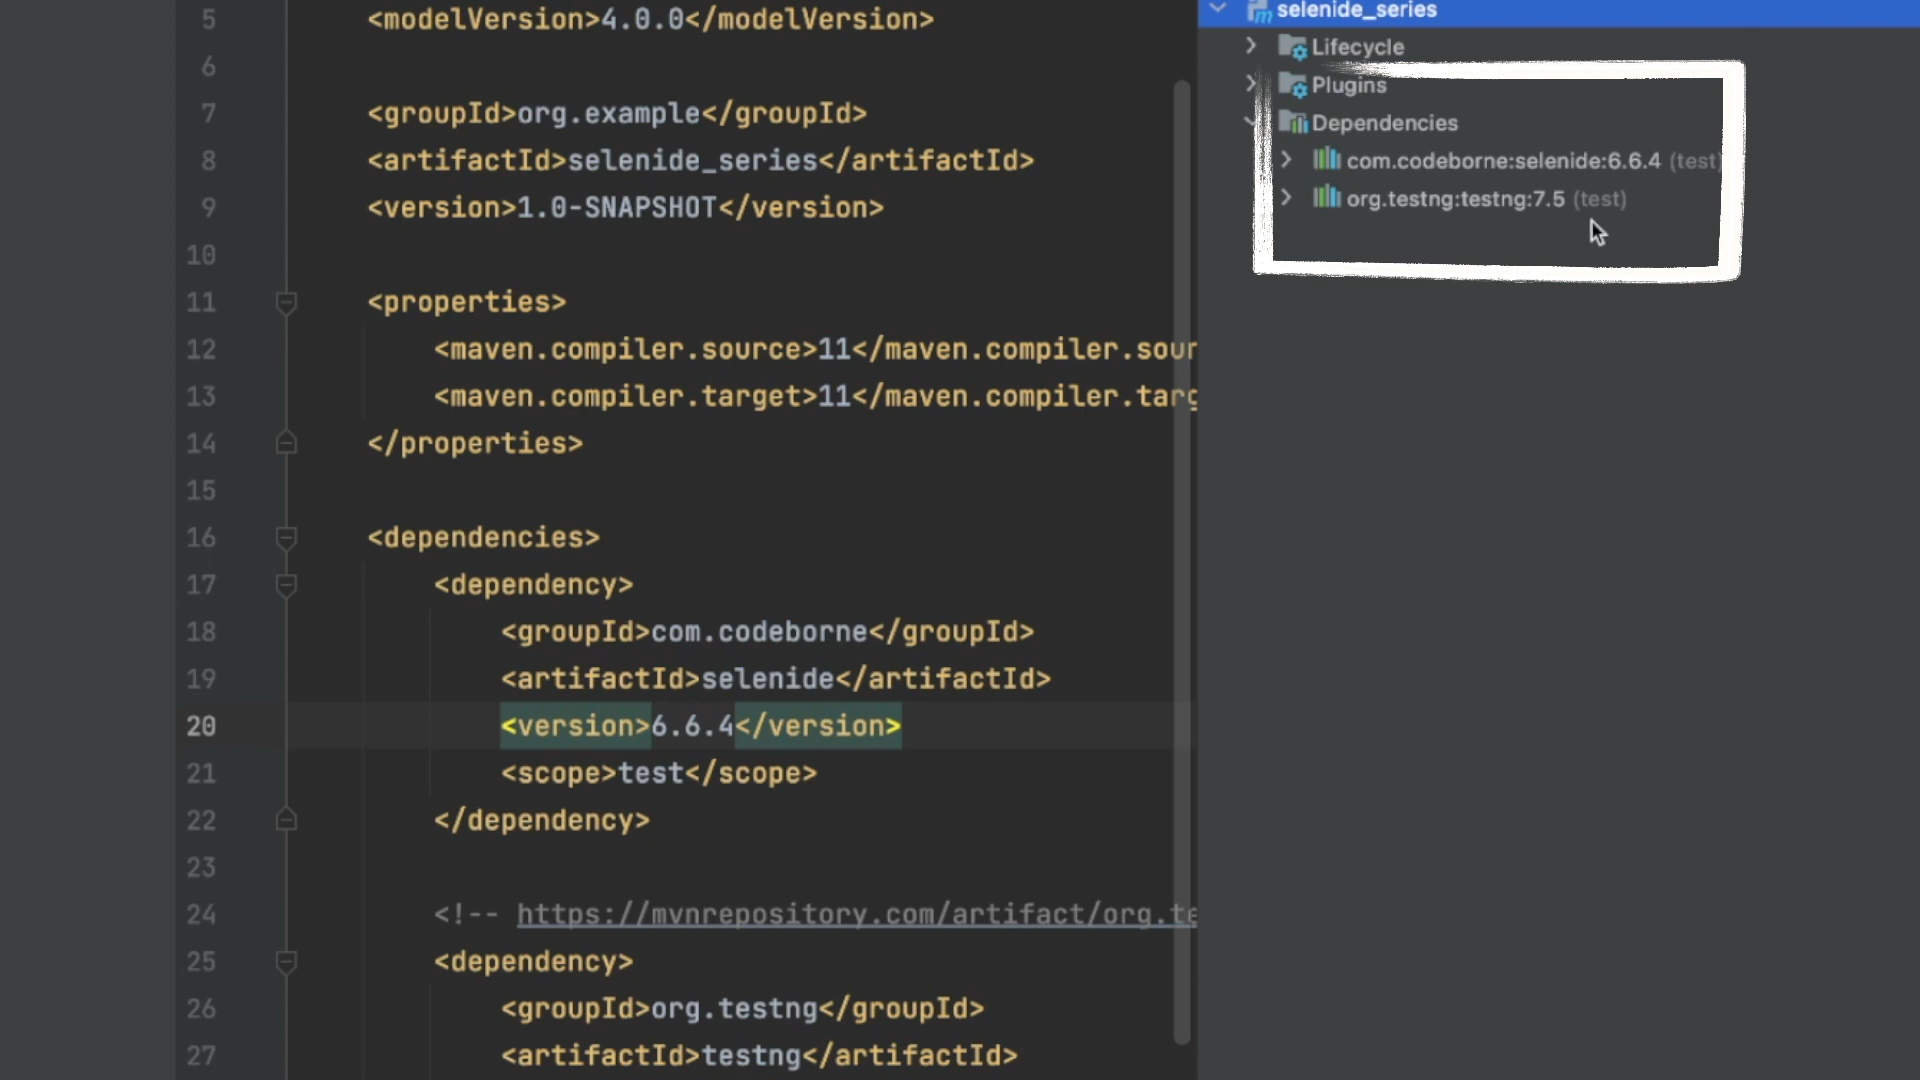 5 <modelVersion>4.0.0</modelVersion>
6
7 <groupId>org.example</groupId>
8 <artifactId>selenide_series</artifactId>
9 <version>1.0-SNAPSHOT</version>
10
11 <properties>
12 <maven.compiler.source>11</maven.compiler.sour
13 <maven.compiler.target>11</maven.compiler.targ
14 </properties>
15
16 <dependencies>
17 <dependency>
18 <groupId>com.codeborne</groupId>
19 <artifactId>selenide</artifactId>
20 <version>6.6.4</version>
21 <scope>test</scope>
22 </dependency>
23
24 <!-- https://mvnrepository.com/artifact/org.te
25 <dependency>
26 <groupId>org.testng</groupId>
27 <artifactId>testng</artifactId>
selenide_series
Lifecycle
Plugins
Dependencies
com.codeborne:selenide:6.6.4 (test)
org.testng:testng:7.5 (test)